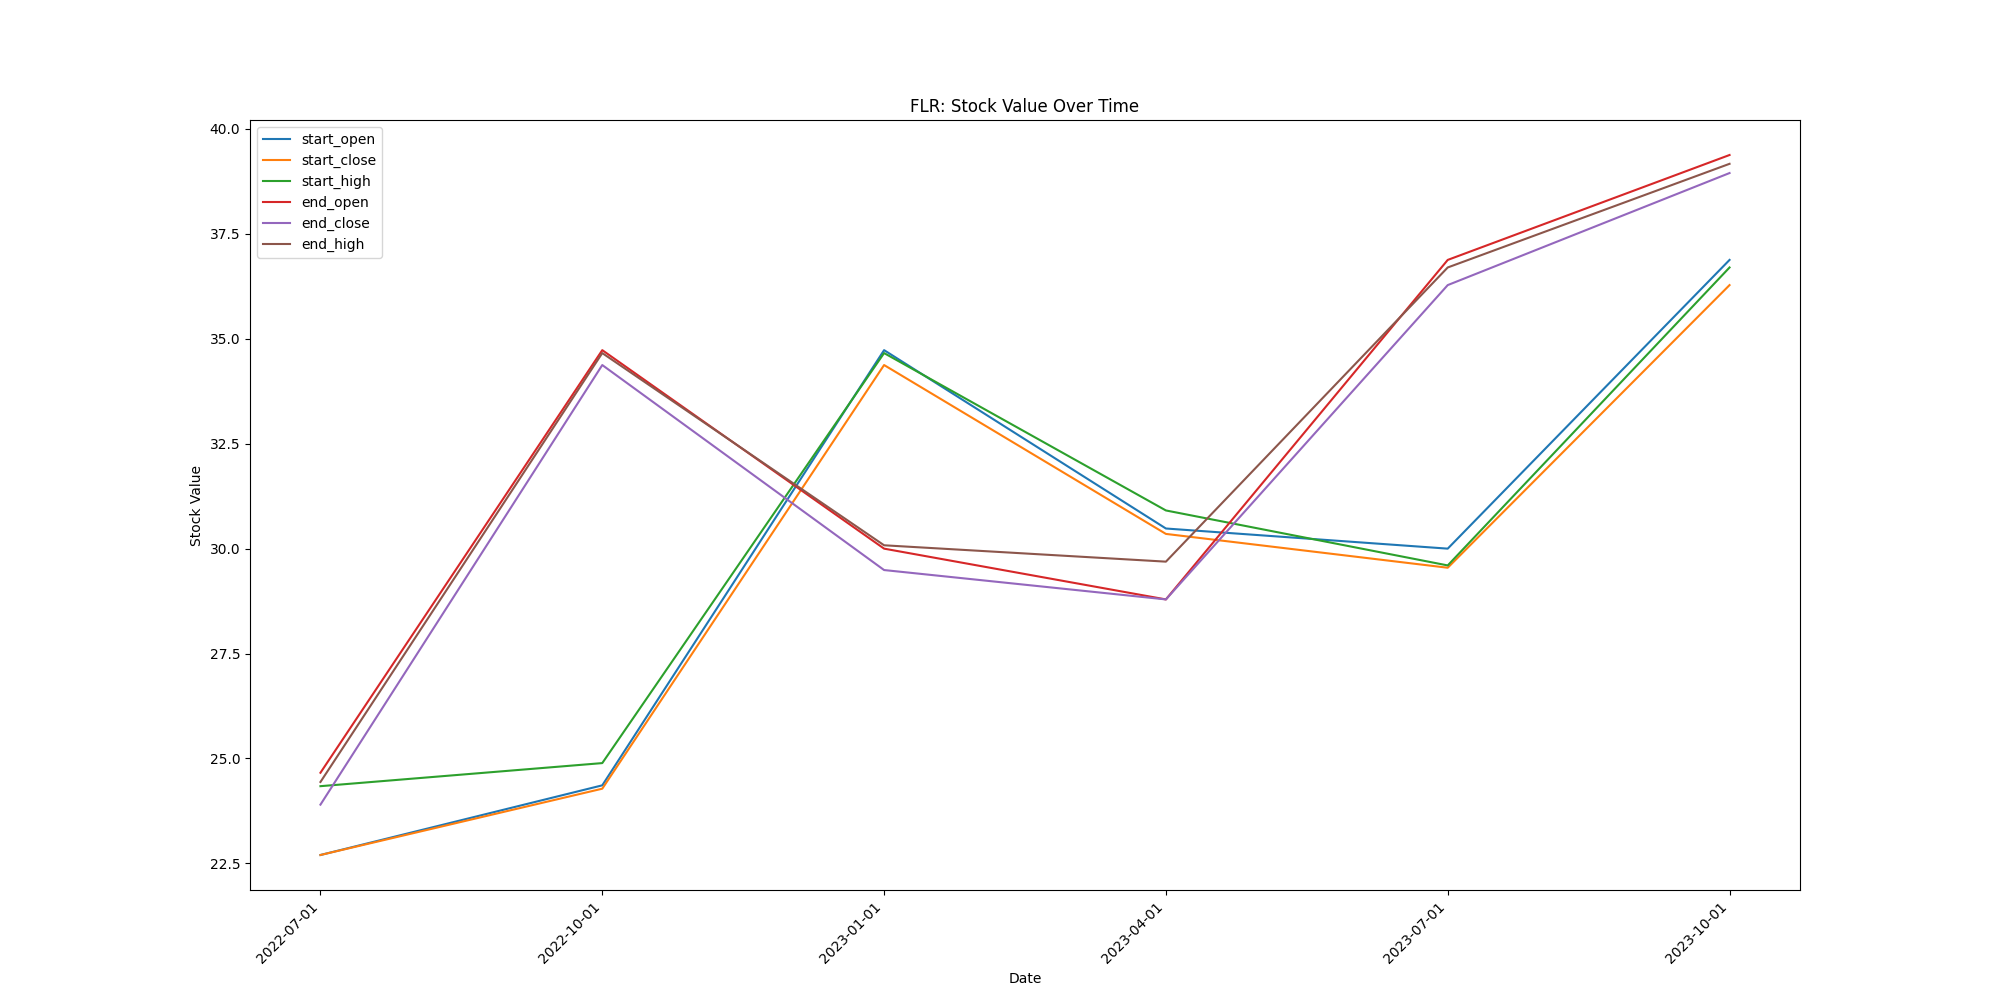 FLR: Stock Value Over Time
start_open
start_close
start_high
end_open
end_close
end_high
40.0
37.5
35.0
32.5
30.0
27.5
25.0
22.5
Stock Value
2022-07-01
2022-10-01
2023-01-01
2023-04-01
2023-07-01
2023-10-01
Date